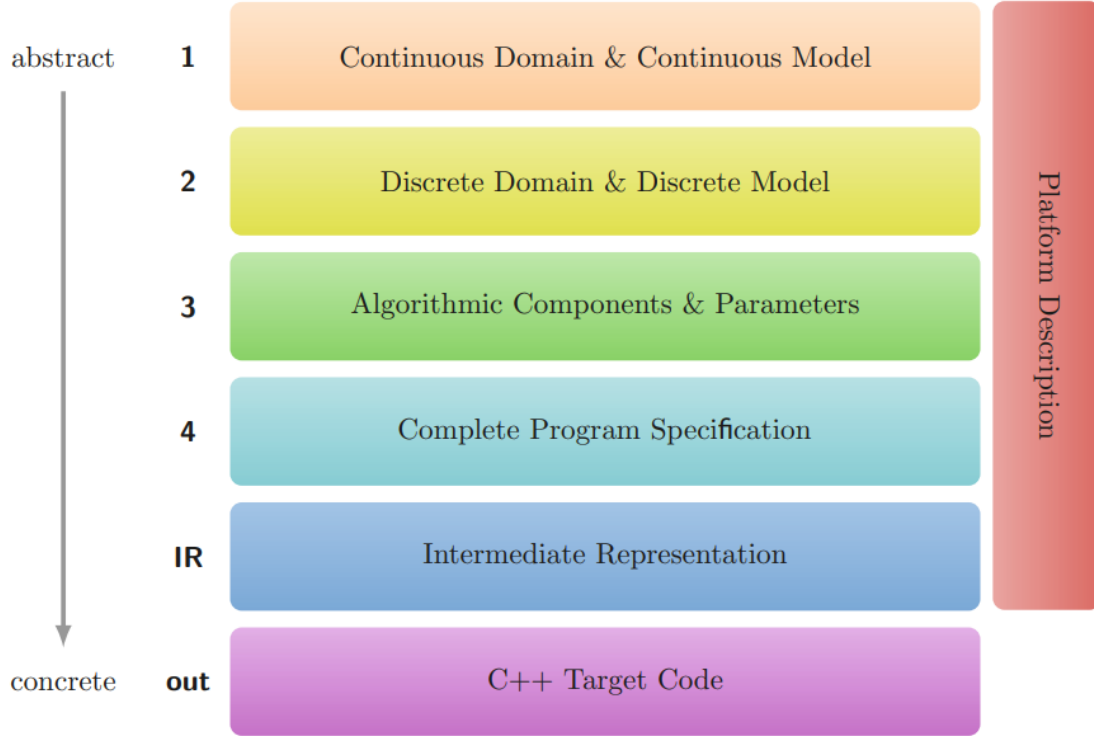 abstract
1
Continuous Domain & Continuous Model
2
Discrete Domain & Discrete Model
3
Algorithmic Components & Parameters
4
Complete Program Specification
IR
Intermediate Representation
concrete
out
C++ Target Code
Platform Description